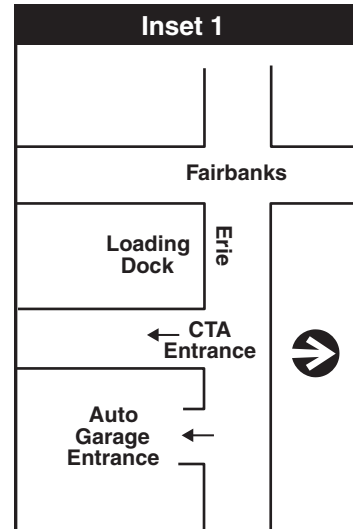 Inset 1
Fairbanks
Erie
Loading
Dock
CTA
Entrance
Auto
Garage
Entrance